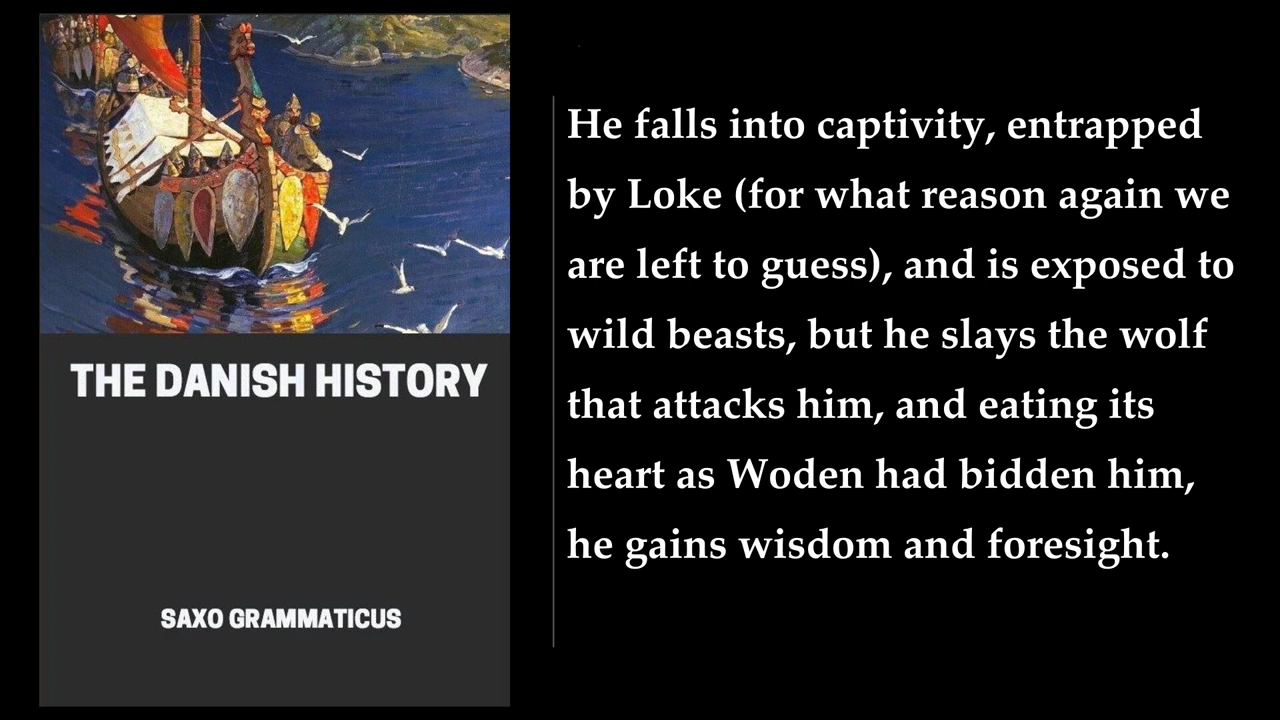 THE DANISH HISTORY
SAXO GRAMMATICUS
He falls into captivity, entrapped
by Loke (for what reason again we
are left to guess), and is exposed to
wild beasts, but he slays the wolf
that attacks him, and eating its
heart as Woden had bidden him,
he gains wisdom and foresight.